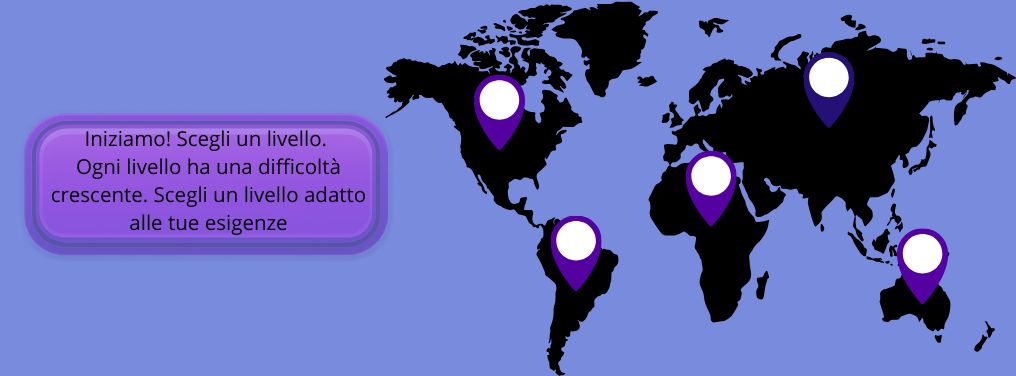 Iniziamo! Scegli un livello.
Ogni livello ha una difficoltà
crescente. Scegli un livello adatto
alle tue esigenze